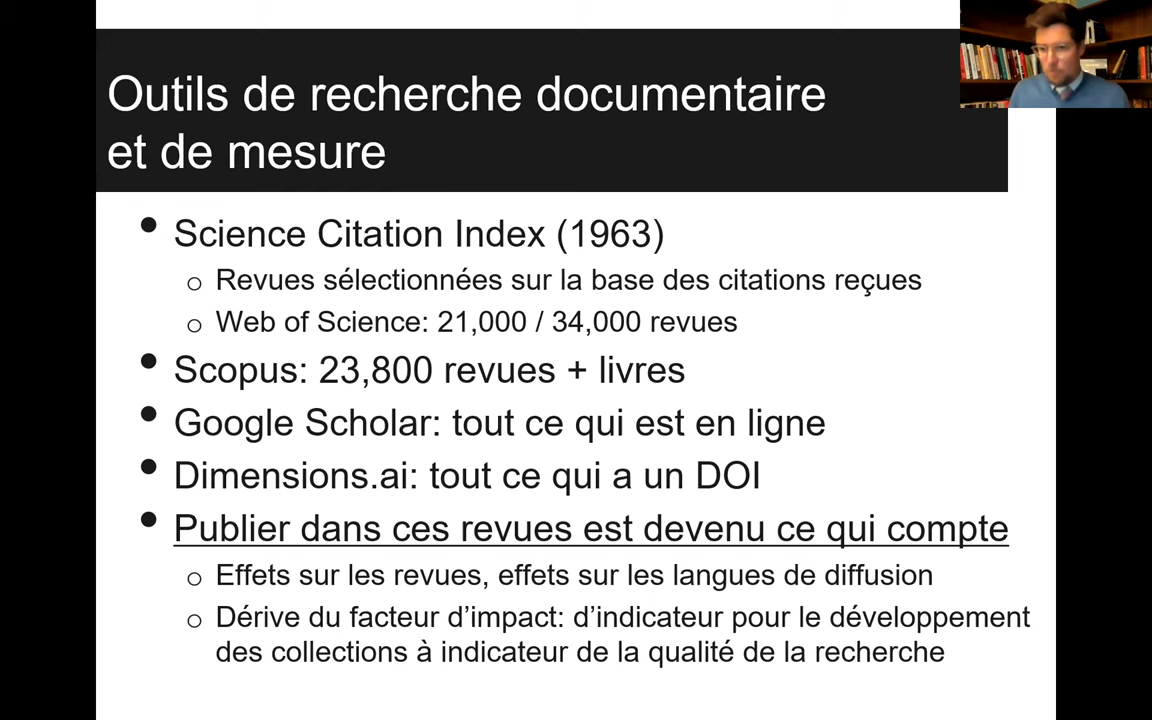 Outils de recherche documentaire
et de mesure
• Science Citation Index (1963)
o Revues sélectionnées sur la base des citations reçues
o Web of Science: 21,000 / 34,000 revues
• Scopus: 23,800 revues + livres
• Google Scholar: tout ce qui est en ligne
• Dimensions.ai: tout ce qui a un DOI
• Publier dans ces revues est devenu ce qui compte
o Effets sur les revues, effets sur les langues de diffusion
o Dérive du facteur d’impact: d’indicateur pour le développement
des collections à indicateur de la qualité de la recherche